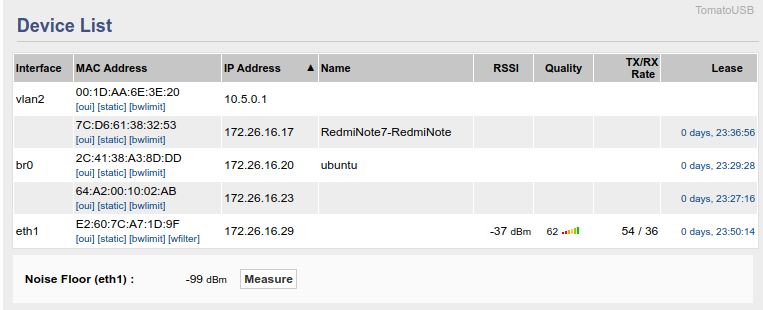 TomatoUSB
Device List
Interface MAC Address IP Address ▲ Name RSSI Quality TX/RX Rate Lease
vlan2 00:1D:AA:6E:3E:20 10.5.0.1
[oui] [static] [bwlimit]
7C:D6:61:38:32:53 172.26.16.17 RedmiNote7-RedmiNote 0 days, 23:36:56
[oui] [static] [bwlimit]
br0 2C:41:38:A3:8D:DD 172.26.16.20 ubuntu 0 days, 23:29:28
[oui] [static] [bwlimit]
64:A2:00:10:02:AB 172.26.16.23 0 days, 23:27:16
[oui] [static] [bwlimit]
eth1 E2:60:7C:A7:1D:9F 172.26.16.29 -37 dBm 62 54 / 36 0 days, 23:50:14
[oui] [static] [bwlimit] [wfilter]
Noise Floor (eth1) : -99 dBm Measure